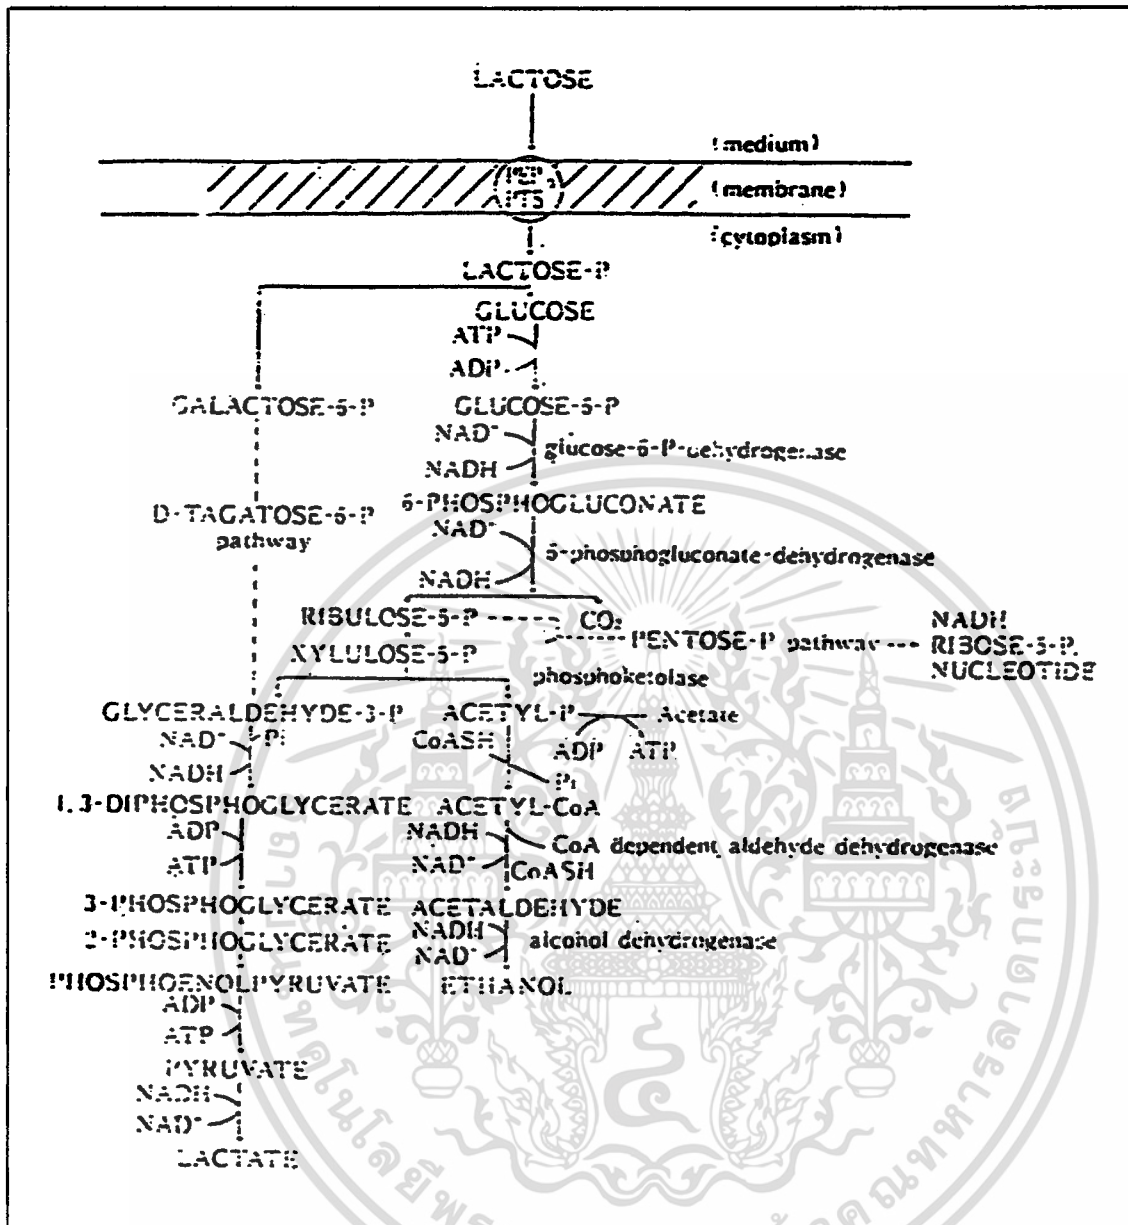 LACTOSE
(medium)
PEP,
PTS
(membrane)
(cytoplasm)
LACTOSE-P
GLUCOSE
ATP
ADP
GALACTOSE-6-P GLUCOSE-6-P
NAD⁺
glucose-6-P-dehydrogenase
NADH
D-TAGATOSE-6-P 6-PHOSPHOGLUCONATE
pathway
NAD⁺
6-phosphogluconate-dehydrogenase
NADH
RIBULOSE-5-P CO₂
PENTOSE-P pathway
NADH
RIBOSE-5-P.
NUCLEOTIDE
XYLULOSE-5-P
phosphoketolase
GLYCERALDEHYDE-3-P ACETYL-P Acetate
NAD⁺ Pi CoASH ADP ATP
NADH Pi
1,3-DIPHOSPHOGLYCERATE ACETYL-CoA
ADP NADH CoA dependent aldehyde dehydrogenase
ATP NAD⁺ CoASH
3-PHOSPHOGLYCERATE ACETALDEHYDE
2-PHOSPHOGLYCERATE NADH alcohol dehydrogenase
NAD⁺
PHOSPHOENOLPYRUVATE ETHANOL
ADP
ATP
PYRUVATE
NADH
NAD⁺
LACTATE